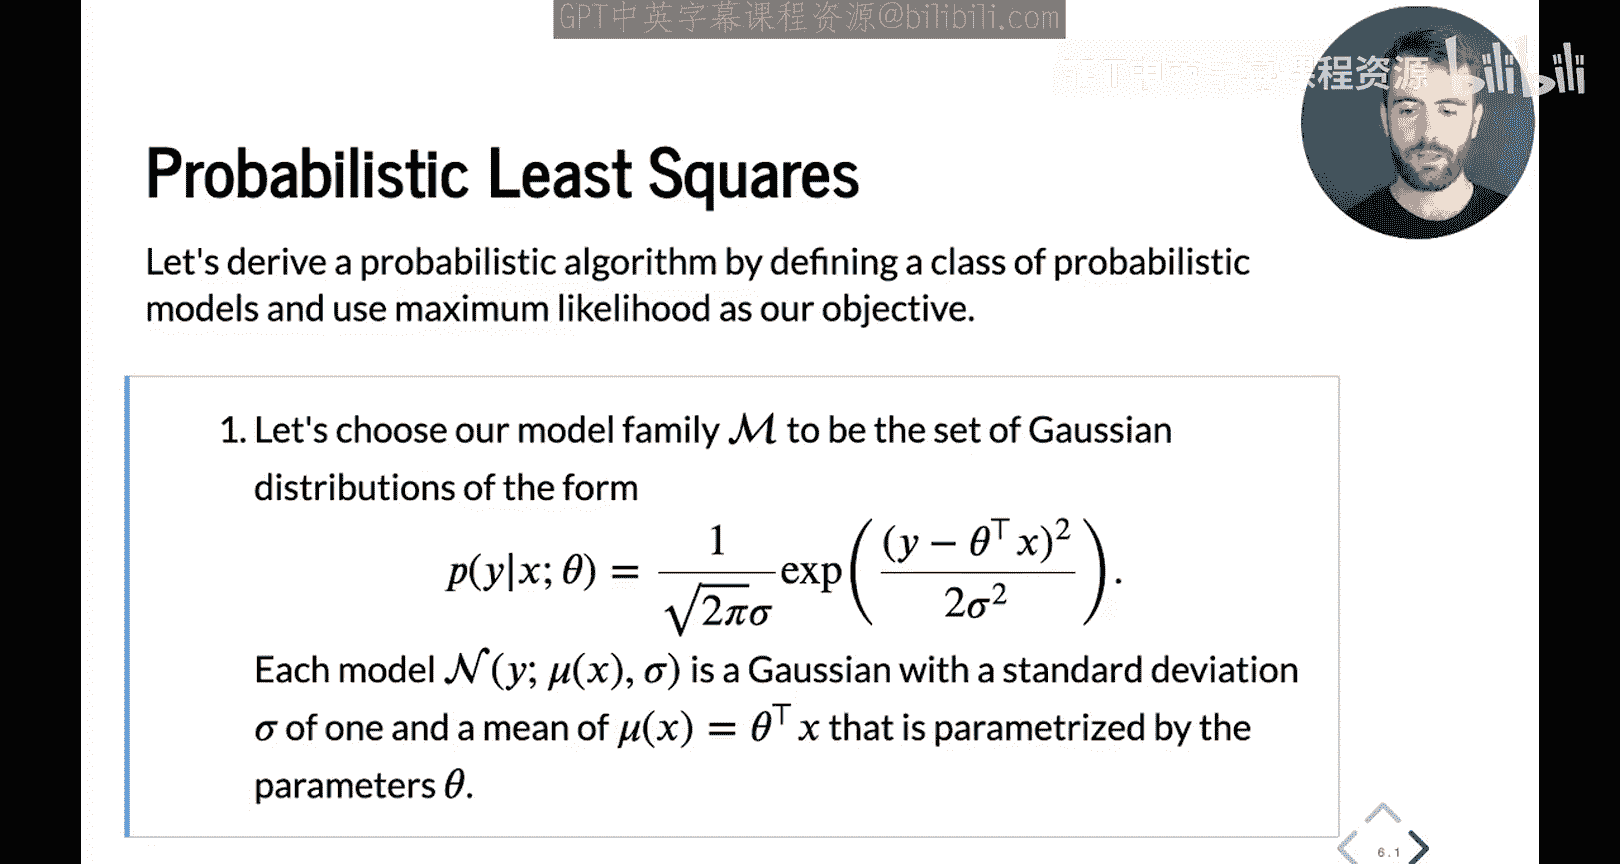 GPT中英字幕课程资源@bilibili.com
课程资源 bilibili
Probabilistic Least Squares
Let's derive a probabilistic algorithm by defining a class of probabilistic
models and use maximum likelihood as our objective.
1. Let's choose our model family ℳ to be the set of Gaussian
distributions of the form
p(y|x; θ) = 1/(√2πσ) exp((y − θ⊤x)²/2σ²).
Each model 𝒩(y; μ(x), σ) is a Gaussian with a standard deviation
σ of one and a mean of μ(x) = θ⊤x that is parametrized by the
parameters θ.
6.1